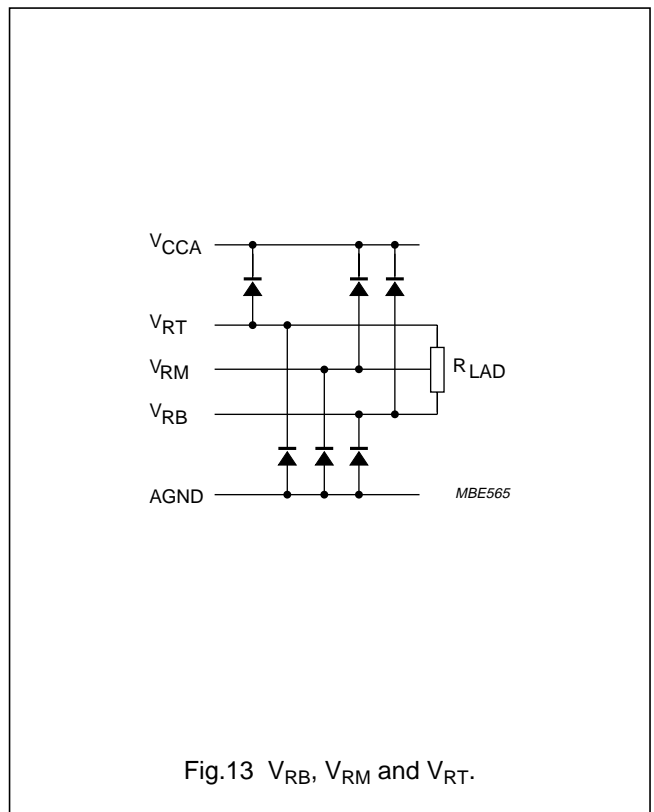 VCCA
VRT
VRM
RLAD
VRB
AGND
MBE565
Fig.13 VRB, VRM and VRT.